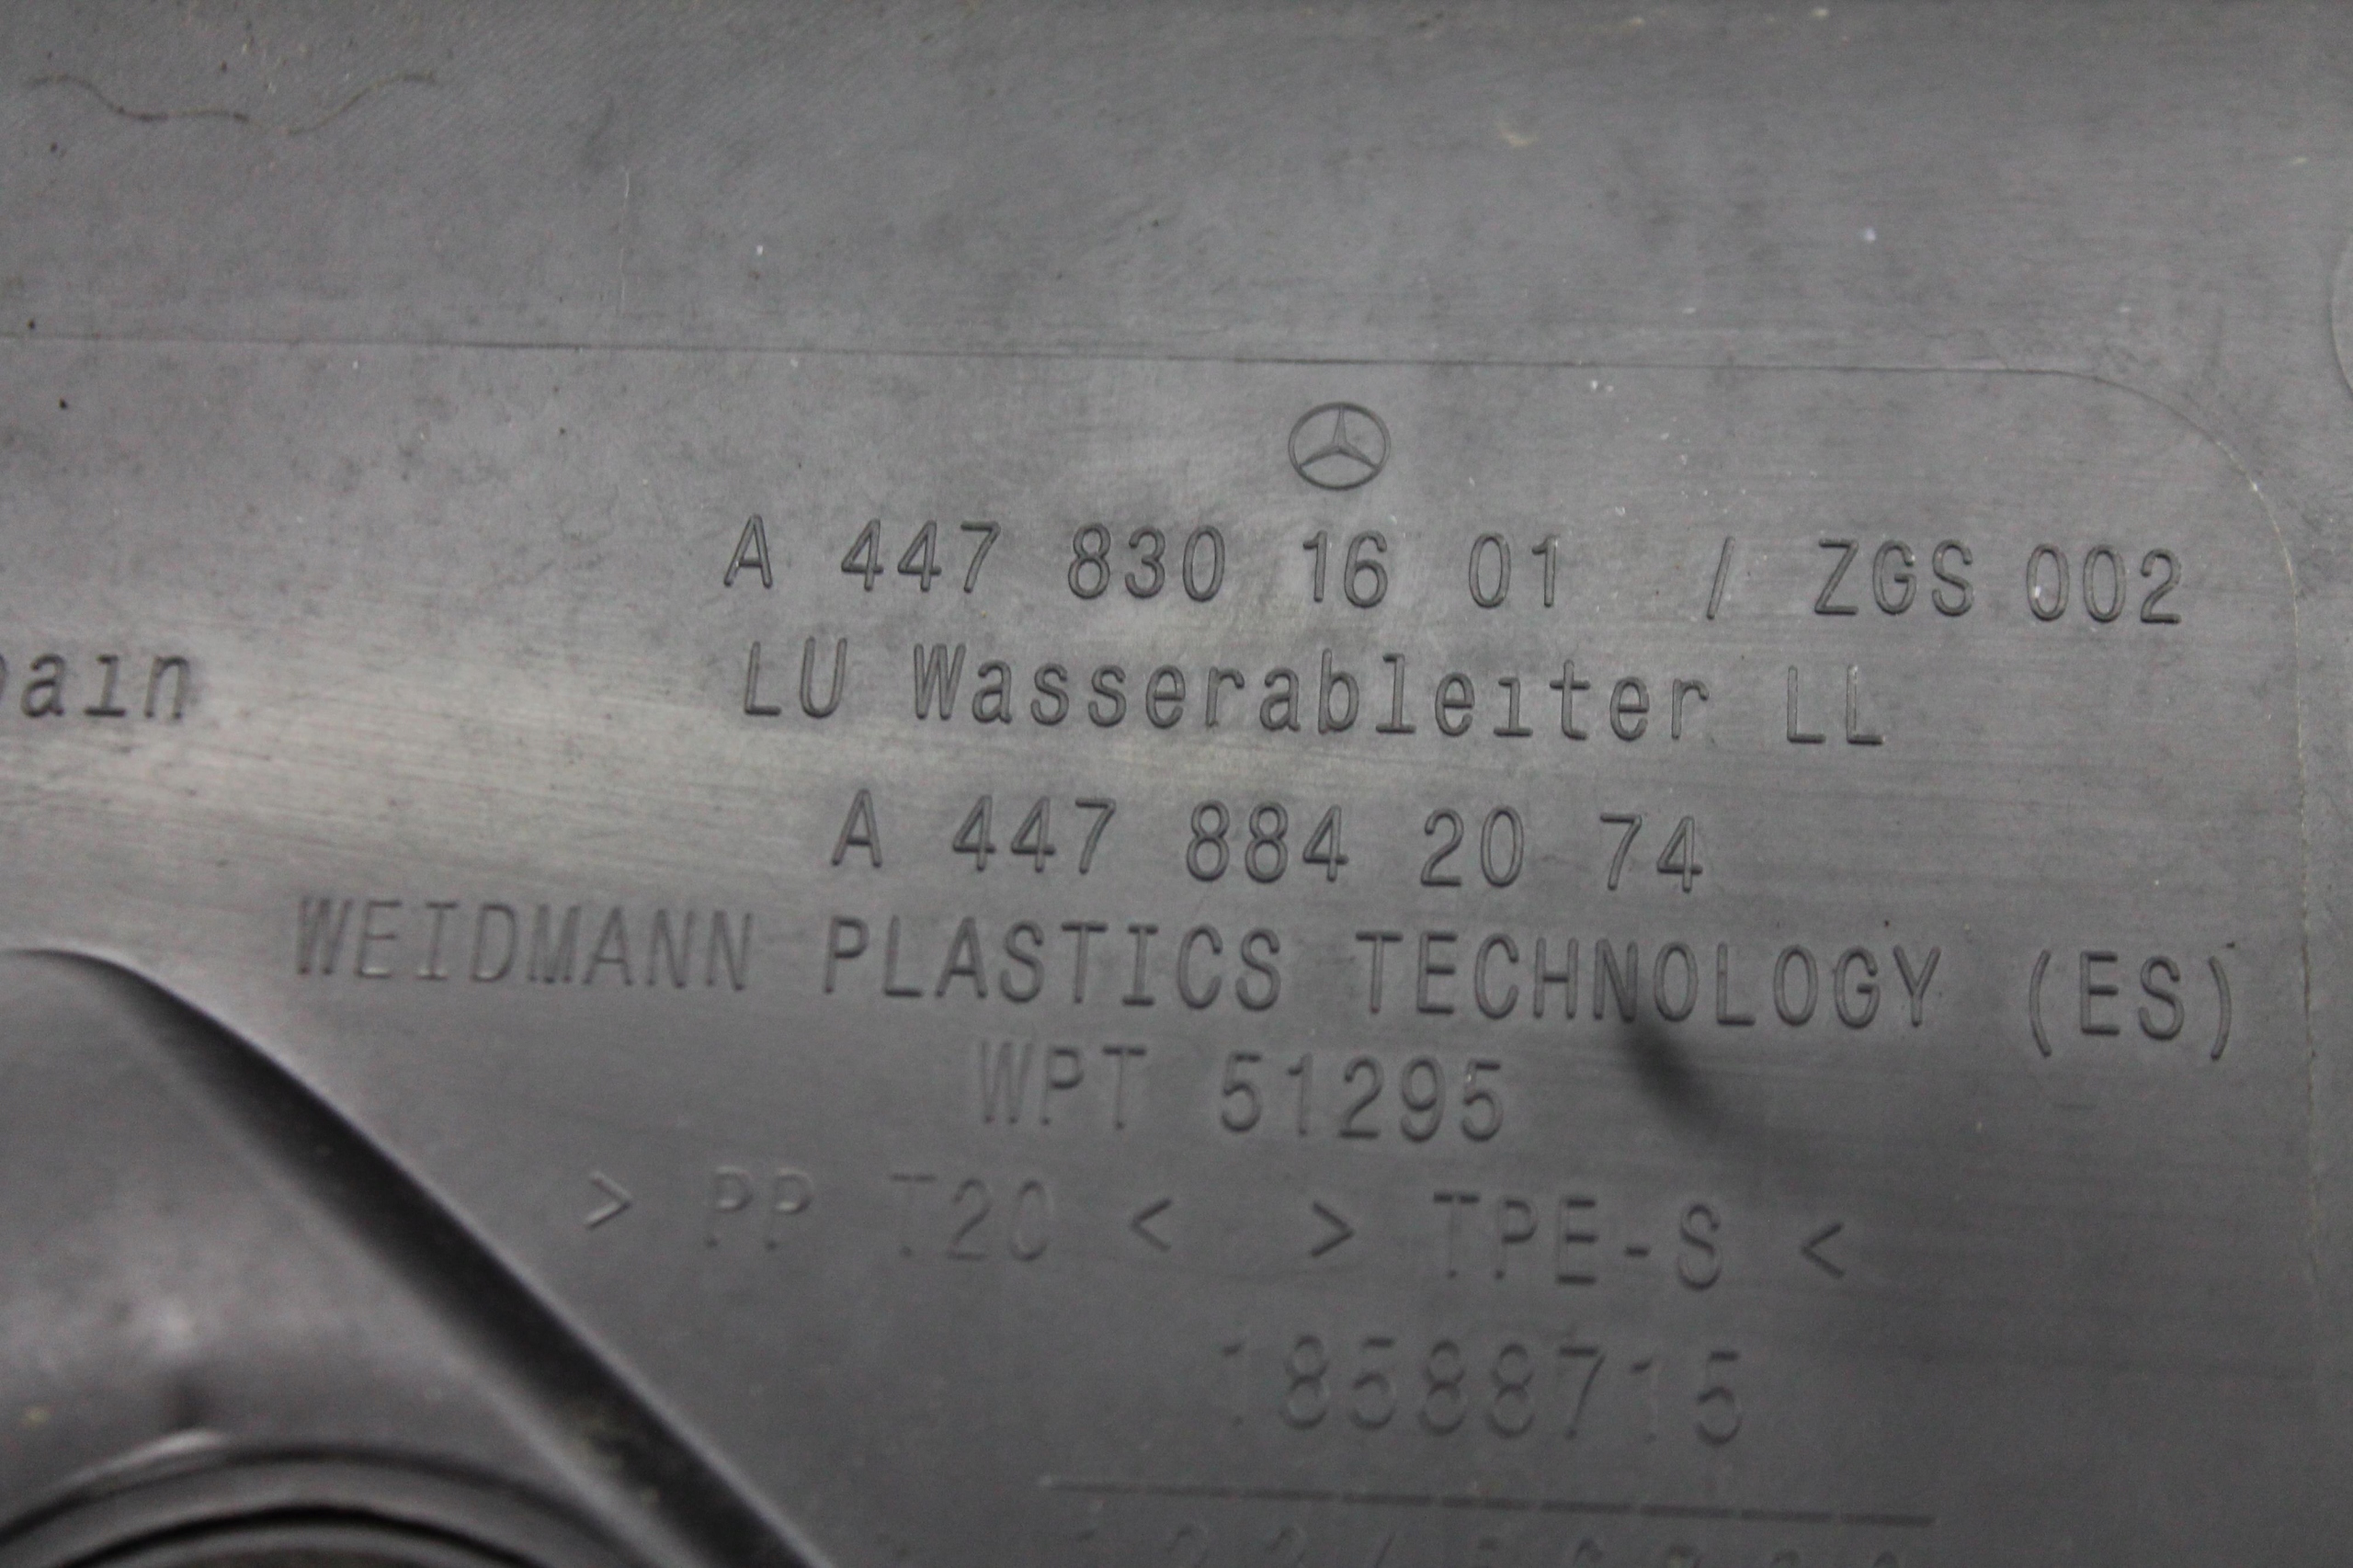 A 447 830 16 01 / ZGS 002
LU Wasserableiter LL
A 447 884 20 74
WEIDMANN PLASTICS TECHNOLOGY (ES)
WPT 51295
> PP T20 < > TPE-S <
18588715